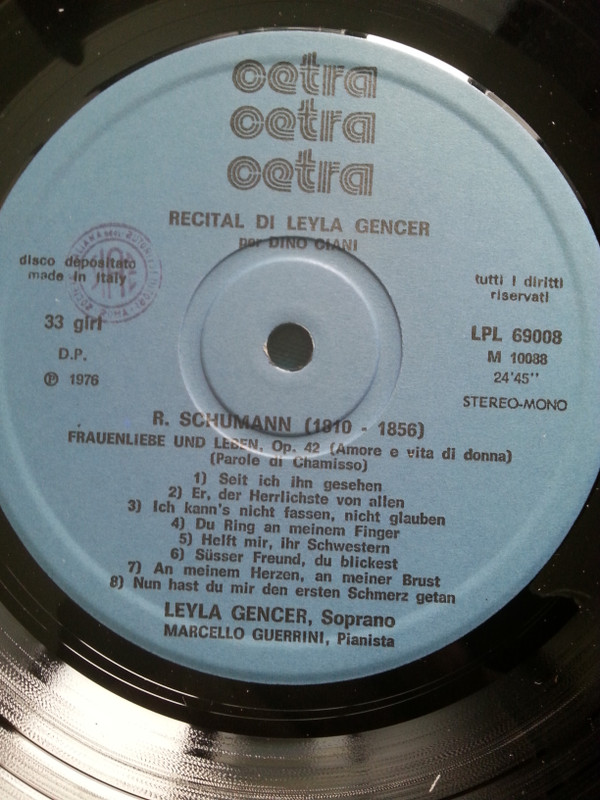 cetra
cetra
cetra
RECITAL DI LEYLA GENCER
per DINO CIANI
disco depositato
made in Italy
tutti i diritti
riservati
33 giri
LPL 69008
D.P.
M 10088
℗ 1976
24'45''
STEREO-MONO
R. SCHUMANN (1810 - 1856)
FRAUENLIEBE UND LEBEN. Op. 42 (Amore e vita di donna)
(Parole di Chamisso)
1) Seit ich ihn gesehen
2) Er, der Herrlichste von allen
3) Ich kann's nicht fassen, nicht glauben
4) Du Ring an meinem Finger
5) Helft mir, ihr Schwestern
6) Süsser Freund, du blickest
7) An meinem Herzen, an meiner Brust
8) Nun hast du mir den ersten Schmerz getan
LEYLA GENCER, Soprano
MARCELLO GUERRINI, Pianista